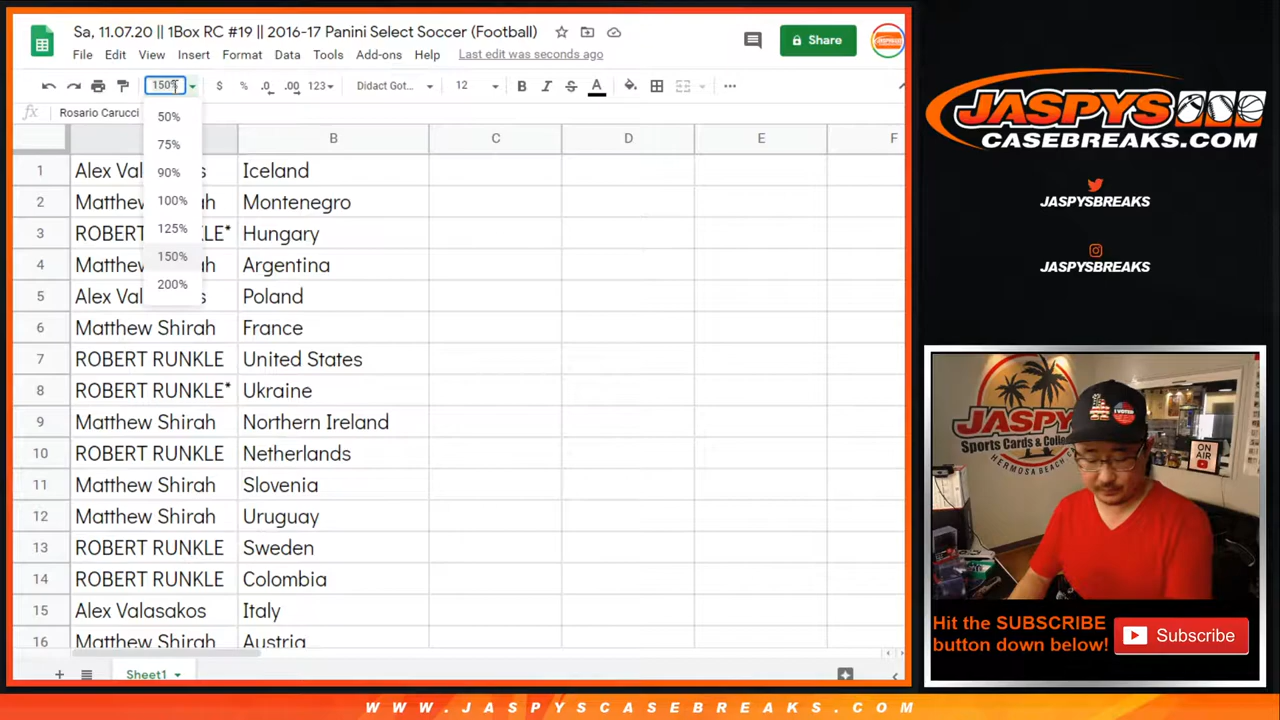 Sa, 11.07.20 || 1Box RC #19 || 2016-17 Panini Select Soccer (Football)
File Edit View Insert Format Data Tools Add-ons Help Last edit was seconds ago
Share
150% $ % .0 .00 123 Didact Got... 12 B I S A
fx Rosario Carucci
50%
75%
90%
100%
125%
150%
200%
B C D E F
1 Alex Val s Iceland
2 Matthew ah Montenegro
3 ROBERT LE* Hungary
4 Matthew ah Argentina
5 Alex Val s Poland
6 Matthew Shirah France
7 ROBERT RUNKLE United States
8 ROBERT RUNKLE* Ukraine
9 Matthew Shirah Northern Ireland
10 ROBERT RUNKLE Netherlands
11 Matthew Shirah Slovenia
12 Matthew Shirah Uruguay
13 ROBERT RUNKLE Sweden
14 ROBERT RUNKLE Colombia
15 Alex Valasakos Italy
16 Matthew Shirah Austria
+ Sheet1
JASPYS
CASEBREAKS.COM
JASPYSBREAKS
JASPYSBREAKS
JASPYS
Sports Cards & Collec
HERMOSA BEACH, CA
I VOTED
ON
AIR
Hit the SUBSCRIBE
button down below!
Subscribe
WWW.JASPYSCASEBREAKS.COM